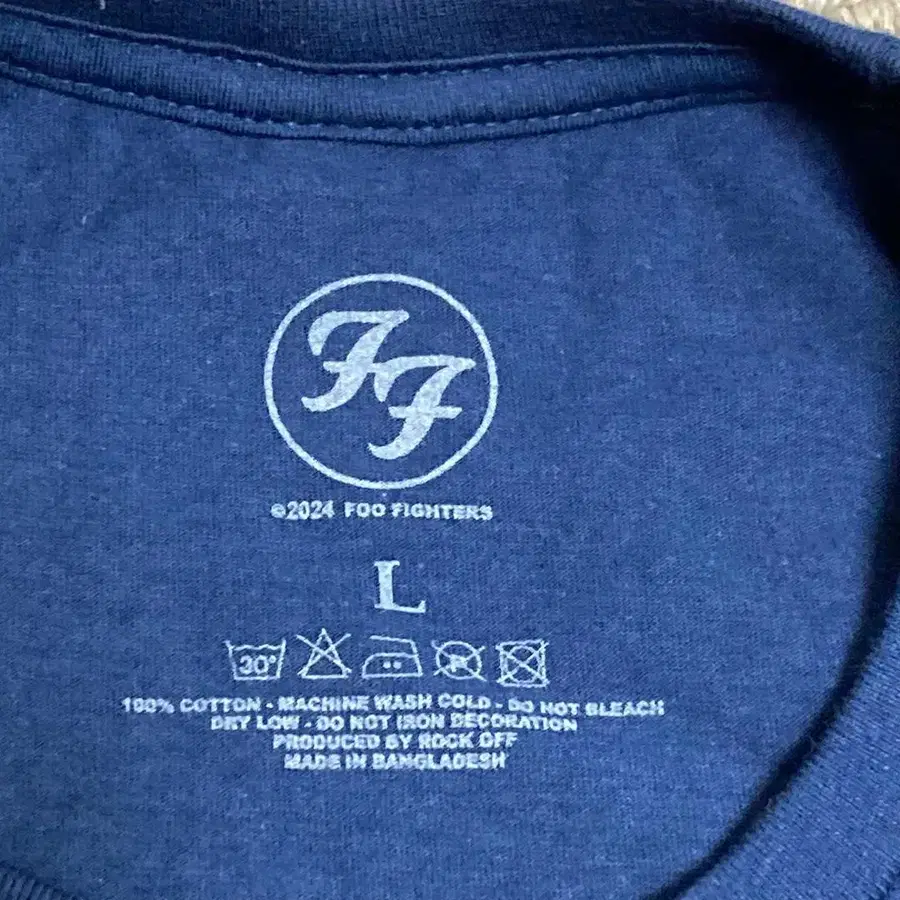 FF
©2024 FOO FIGHTERS
L
30° P
100% COTTON - MACHINE WASH COLD - DO NOT BLEACH
DRY LOW - DO NOT IRON DECORATION
PRODUCED BY ROCK OFF
MADE IN BANGLADESH